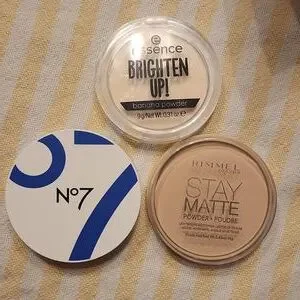 essence
BRIGHTEN
UP!
banana powder
9g/Net Wt. 0.31 oz.℮
No7
RIMMEL
LONDON
STAY
MATTE
POWDER • POUDRE